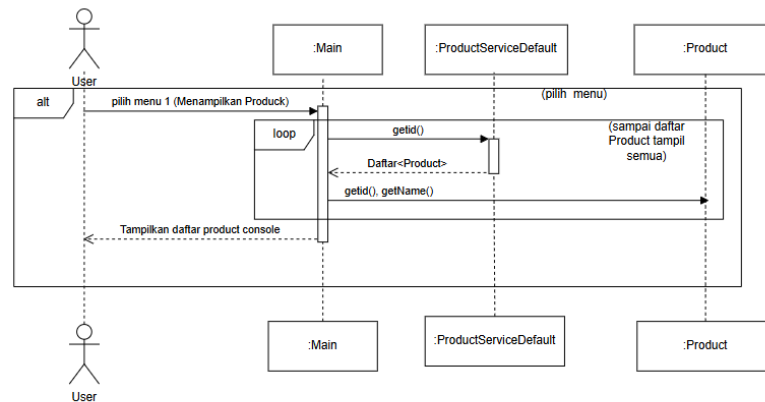 User
:Main
:ProductServiceDefault
:Product
alt
(pilih menu)
pilih menu 1 (Menampilkan Produck)
loop
getid()
(sampai daftar
Product tampil
semua)
Daftar<Product>
getid(), getName()
Tampilkan daftar product console
User
:Main
:ProductServiceDefault
:Product